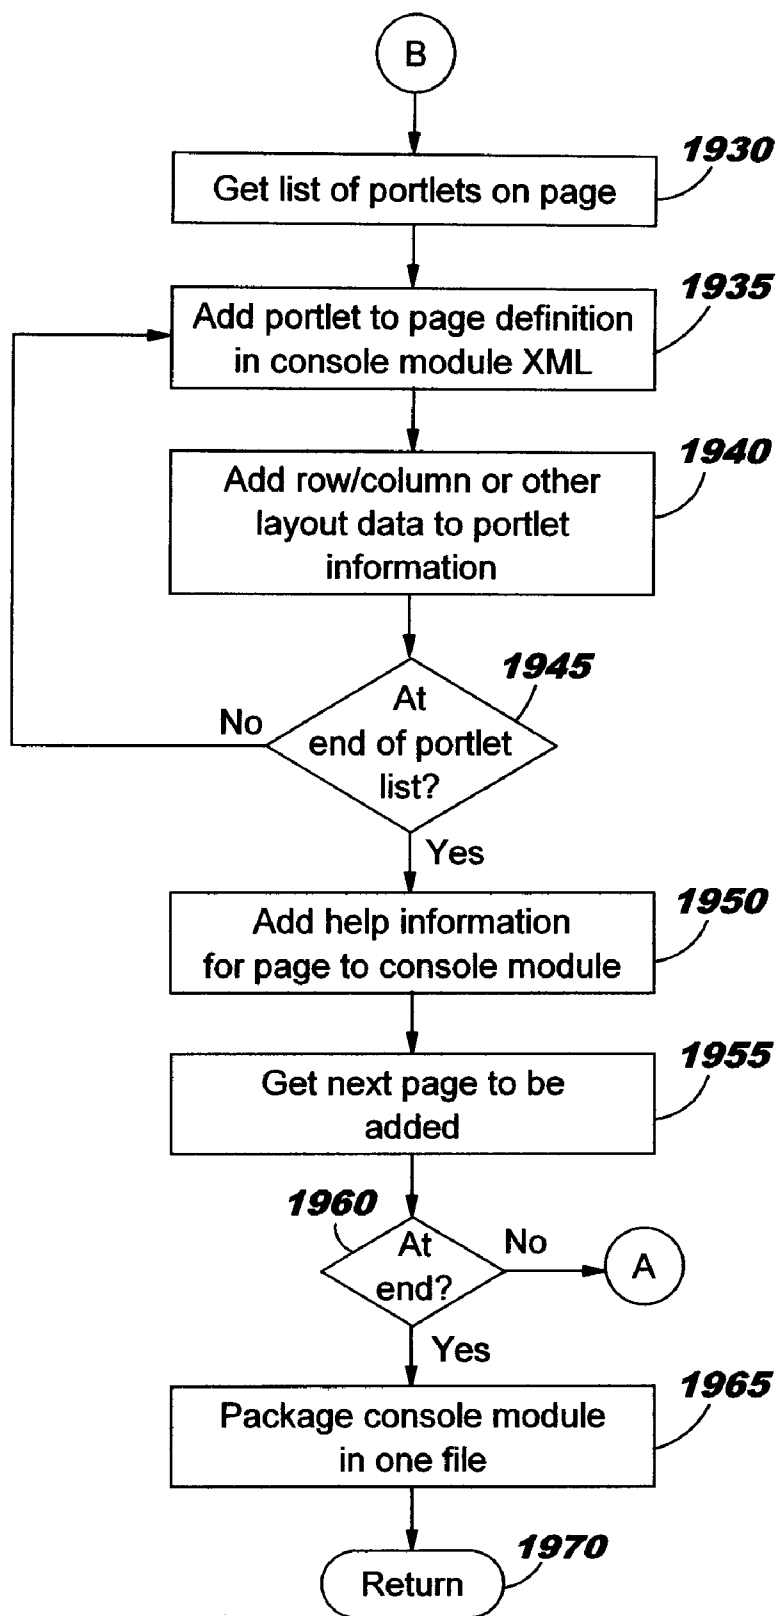 B
1930
Get list of portlets on page
1935
Add portlet to page definition
in console module XML
1940
Add row/column or other
layout data to portlet
information
1945
At
end of portlet
list?
No
Yes
1950
Add help information
for page to console module
1955
Get next page to be
added
1960
At
end?
No
A
Yes
1965
Package console module
in one file
1970
Return